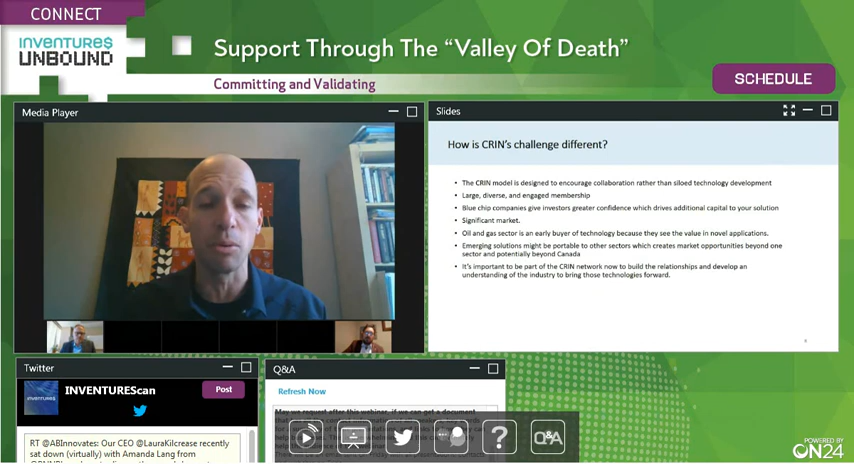 CONNECT
INVENTURE$
UNBOUND
Support Through The “Valley Of Death”
Committing and Validating
SCHEDULE
Media Player
Slides
How is CRIN’s challenge different?
• The CRIN model is designed to encourage collaboration rather than siloed technology development
• Large, diverse, and engaged membership
• Blue chip companies give investors greater confidence which drives additional capital to your solution
• Significant market.
• Oil and gas sector is an early buyer of technology because they see the value in novel applications.
• Emerging solutions might be portable to other sectors which creates market opportunities beyond one
sector and potentially beyond Canada
• It’s important to be part of the CRIN network now to build the relationships and develop an
understanding of the industry to bring those technologies forward.
Twitter
INVENTURE$
INVENTUREScan
Post
RT @ABInnovates: Our CEO @LauraKilcrease recently
sat down (virtually) with Amanda Lang from
Q&A
Refresh Now
May we request after this webinar, if we can get a document
?
Q&A
POWERED BY
ON24